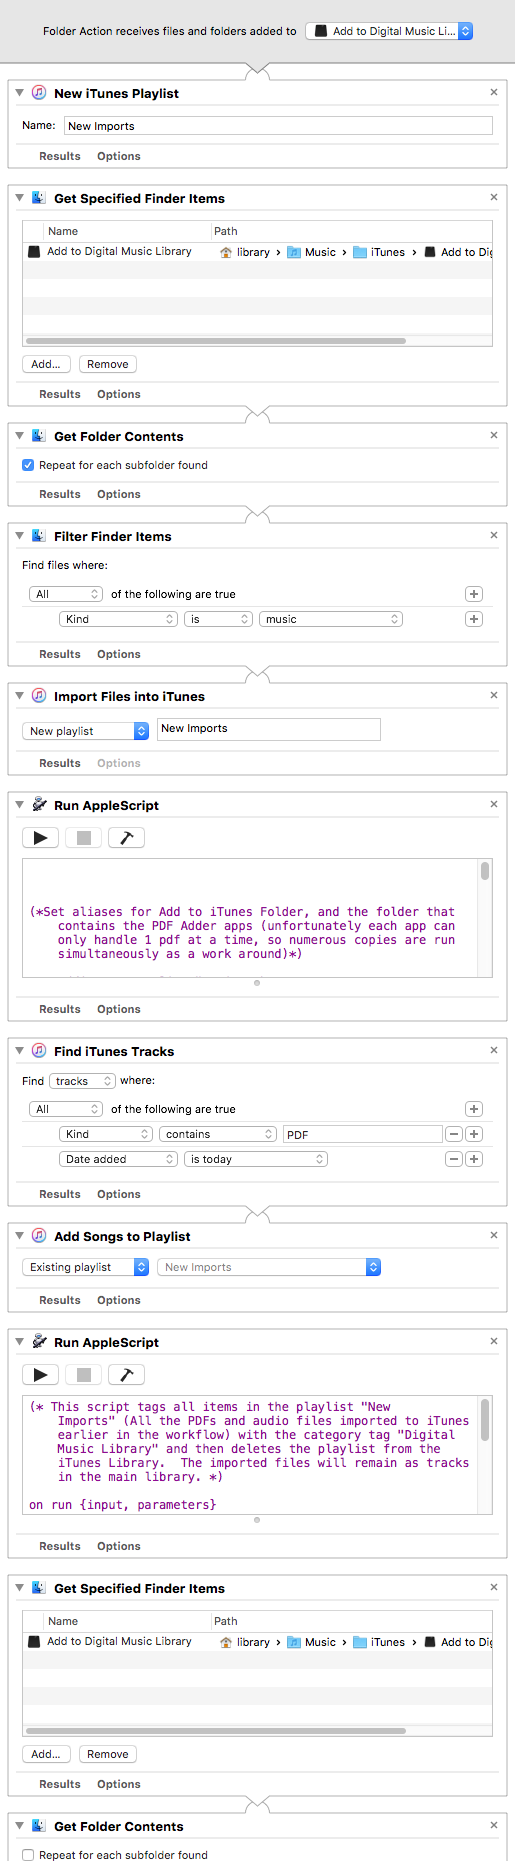 Folder Action receives files and folders added to Add to Digital Music Li...
New iTunes Playlist
Name: New Imports
Results Options
Get Specified Finder Items
Name Path
Add to Digital Music Library library › Music › iTunes › Add to Dig
Add... Remove
Results Options
Get Folder Contents
Repeat for each subfolder found
Results Options
Filter Finder Items
Find files where:
All of the following are true
Kind is music
Results Options
Import Files into iTunes
New playlist New Imports
Results Options
Run AppleScript
(*Set aliases for Add to iTunes Folder, and the folder that
contains the PDF Adder apps (unfortunately each app can
only handle 1 pdf at a time, so numerous copies are run
simultaneously as a work around)*)
Results Options
Find iTunes Tracks
Find tracks where:
All of the following are true
Kind contains PDF
Date added is today
Results Options
Add Songs to Playlist
Existing playlist New Imports
Results Options
Run AppleScript
(* This script tags all items in the playlist "New
Imports" (All the PDFs and audio files imported to iTunes
earlier in the workflow) with the category tag "Digital
Music Library" and then deletes the playlist from the
iTunes Library.  The imported files will remain as tracks
in the main library. *)
on run {input, parameters}
Results Options
Get Specified Finder Items
Name Path
Add to Digital Music Library library › Music › iTunes › Add to Dig
Add... Remove
Results Options
Get Folder Contents
Repeat for each subfolder found